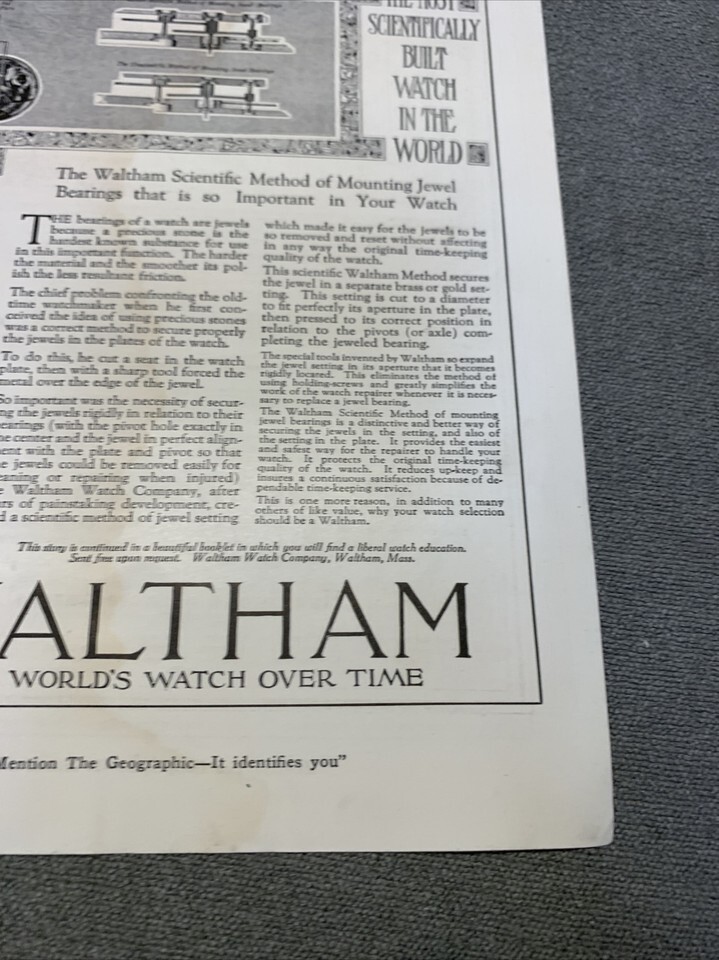 THE MOST
SCIENTIFICALLY
BUILT
WATCH
IN THE
WORLD
The Waltham Scientific Method of Mounting Jewel
Bearings that is so Important in Your Watch
THE bearings of a watch are jewels
because a precious stone is the
hardest known substance for use
in this important function. The harder
the material and the smoother its pol-
ish the less resultant friction.
The chief problem confronting the old-
time watchmaker when he first con-
ceived the idea of using precious stones
was a correct method to secure properly
the jewels in the plates of the watch.
To do this, he cut a seat in the watch
plate, then with a sharp tool forced the
metal over the edge of the jewel.
So important was the necessity of secur-
ng the jewels rigidly in relation to their
earings (with the pivot hole exactly in
e center and the jewel in perfect align-
ent with the plate and pivot so that
e jewels could be removed easily for
eaning or repairing when injured)
e Waltham Watch Company, after
rs of painstaking development, cre-
d a scientific method of jewel setting
which made it easy for the jewels to be
so removed and reset without affecting
in any way the original time-keeping
quality of the watch.
This scientific Waltham Method secures
the jewel in a separate brass or gold set-
ting. This setting is cut to a diameter
to fit perfectly its aperture in the plate,
then pressed to its correct position in
relation to the pivots (or axle) com-
pleting the jeweled bearing.
The special tools invented by Waltham so expand
the jewel setting in its aperture that it becomes
rigidly located. This eliminates the method of
using holding-screws and greatly simplifies the
work of the watch repairer whenever it is neces-
sary to replace a jewel bearing.
The Waltham Scientific Method of mounting
jewel bearings is a distinctive and better way of
securing the jewels in the setting, and also of
the setting in the plate. It provides the easiest
and safest way for the repairer to handle your
watch. It protects the original time-keeping
quality of the watch. It reduces up-keep and
insures a continuous satisfaction because of de-
pendable time-keeping service.
This is one more reason, in addition to many
others of like value, why your watch selection
should be a Waltham.
This story is continued in a beautiful booklet in which you will find a liberal watch education.
Sent free upon request. Waltham Watch Company, Waltham, Mass.
ALTHAM
WORLD'S WATCH OVER TIME
Mention The Geographic—It identifies you"